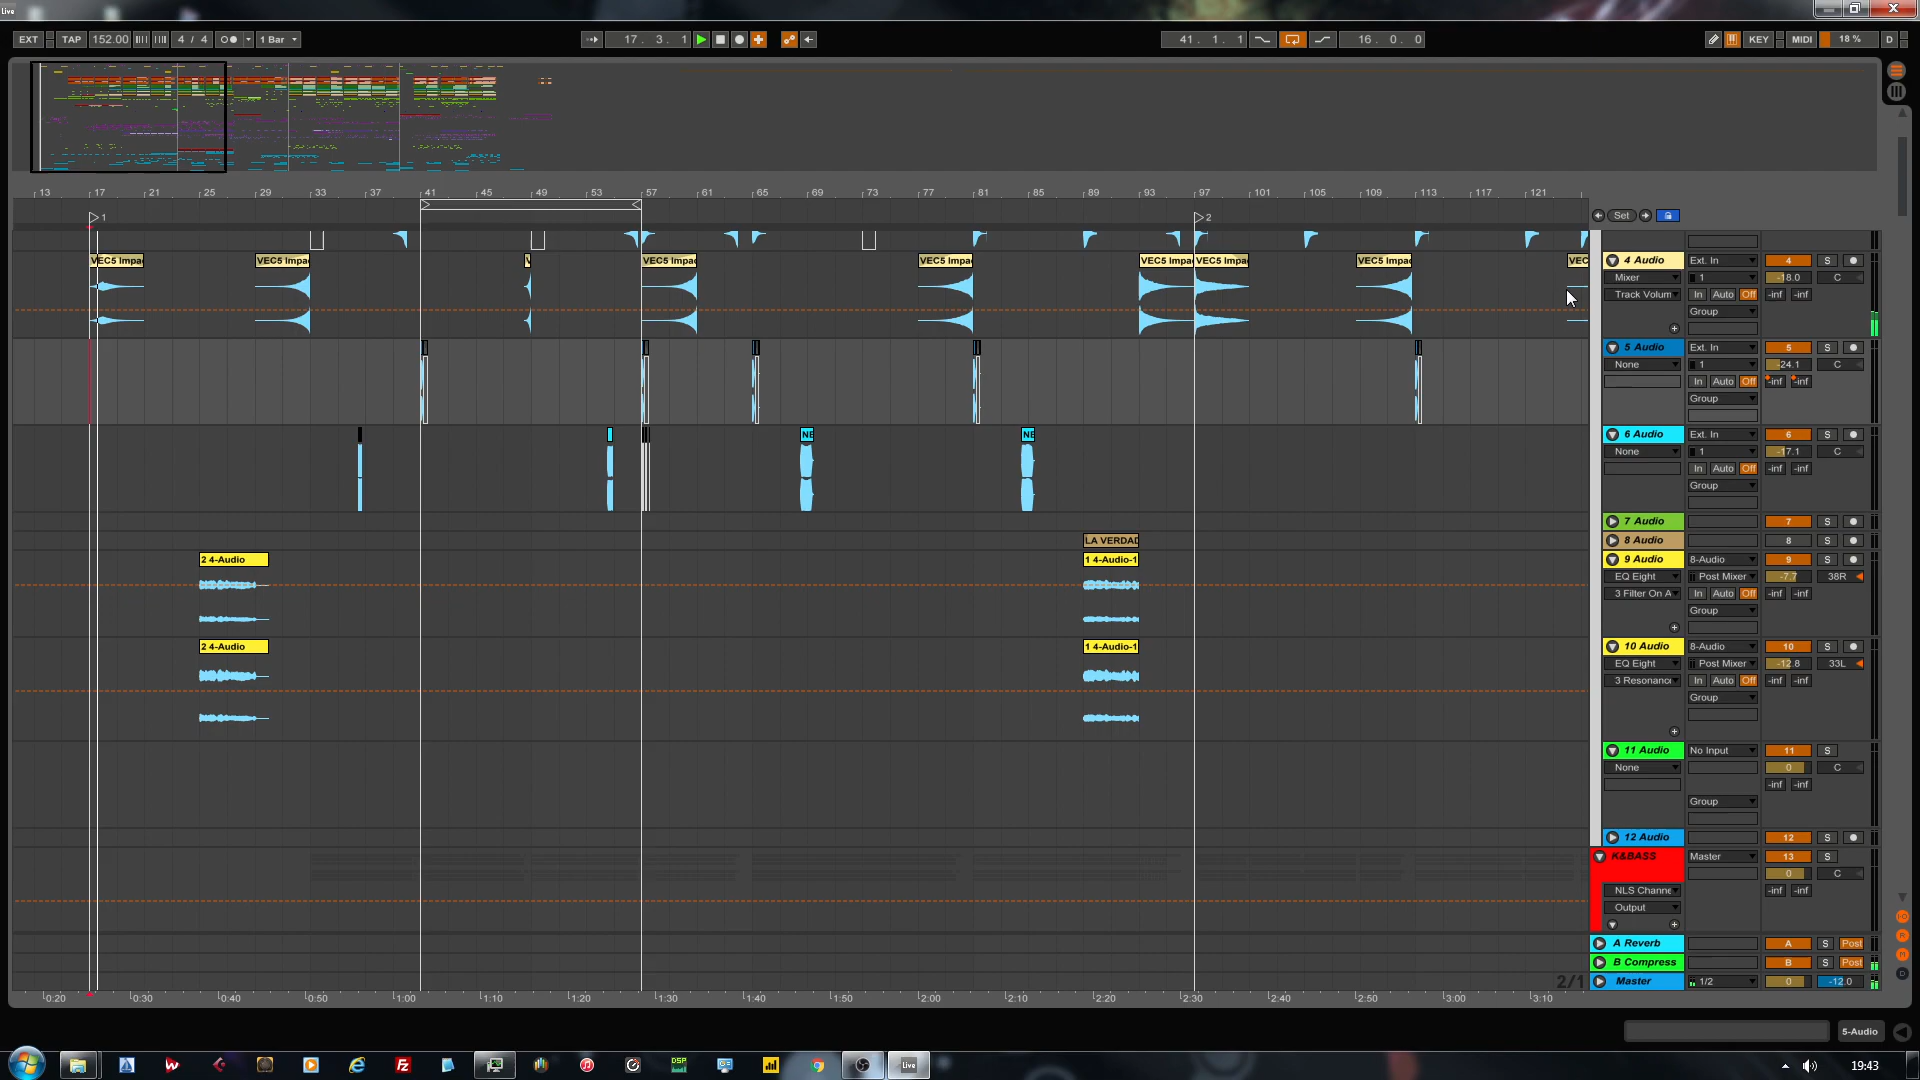 Live
EXT TAP 152.00 4 / 4 1 Bar 17. 3. 1 41. 1. 1 16. 0. 0 KEY MIDI 18 % D
13 17 21 25 29 33 37 41 45 49 53 57 61 65 69 73 77 81 85 89 93 97 101 105 109 113 117 121
1 2 Set
VEC5 Impac VEC5 Impac V VEC5 Impac VEC5 Impac VEC5 Impac VEC5 Impac VEC5 Impac VEC
4 Audio Ext. In 4 S
Mixer 1 -18.0 C
Track Volum In Auto Off -inf -inf
Group
5 Audio Ext. In 5 S
None 1 -24.1 C
In Auto Off -inf -inf
Group
NE NE
6 Audio Ext. In 6 S
None 1 -17.1 C
In Auto Off -inf -inf
Group
7 Audio 7 S
LA VERDAD
8 Audio 8 S
2 4-Audio 1 4-Audio-1
9 Audio 8-Audio 9 S
EQ Eight Post Mixer -7.7 38R
3 Filter On A In Auto Off -inf -inf
Group
2 4-Audio 1 4-Audio-1
10 Audio 8-Audio 10 S
EQ Eight Post Mixer -12.8 33L
3 Resonanc In Auto Off -inf -inf
Group
11 Audio No Input 11 S
None 0 C
-inf -inf
Group
12 Audio 12 S
K&BASS Master 13 S
0 C
NLS Channe -inf -inf
Output
A Reverb A S Post
B Compress B S Post
2/1 Master 1/2 0 -12.0
0:20 0:30 0:40 0:50 1:00 1:10 1:20 1:30 1:40 1:50 2:00 2:10 2:20 2:30 2:40 2:50 3:00 3:10
5-Audio
DSP Live 19:43